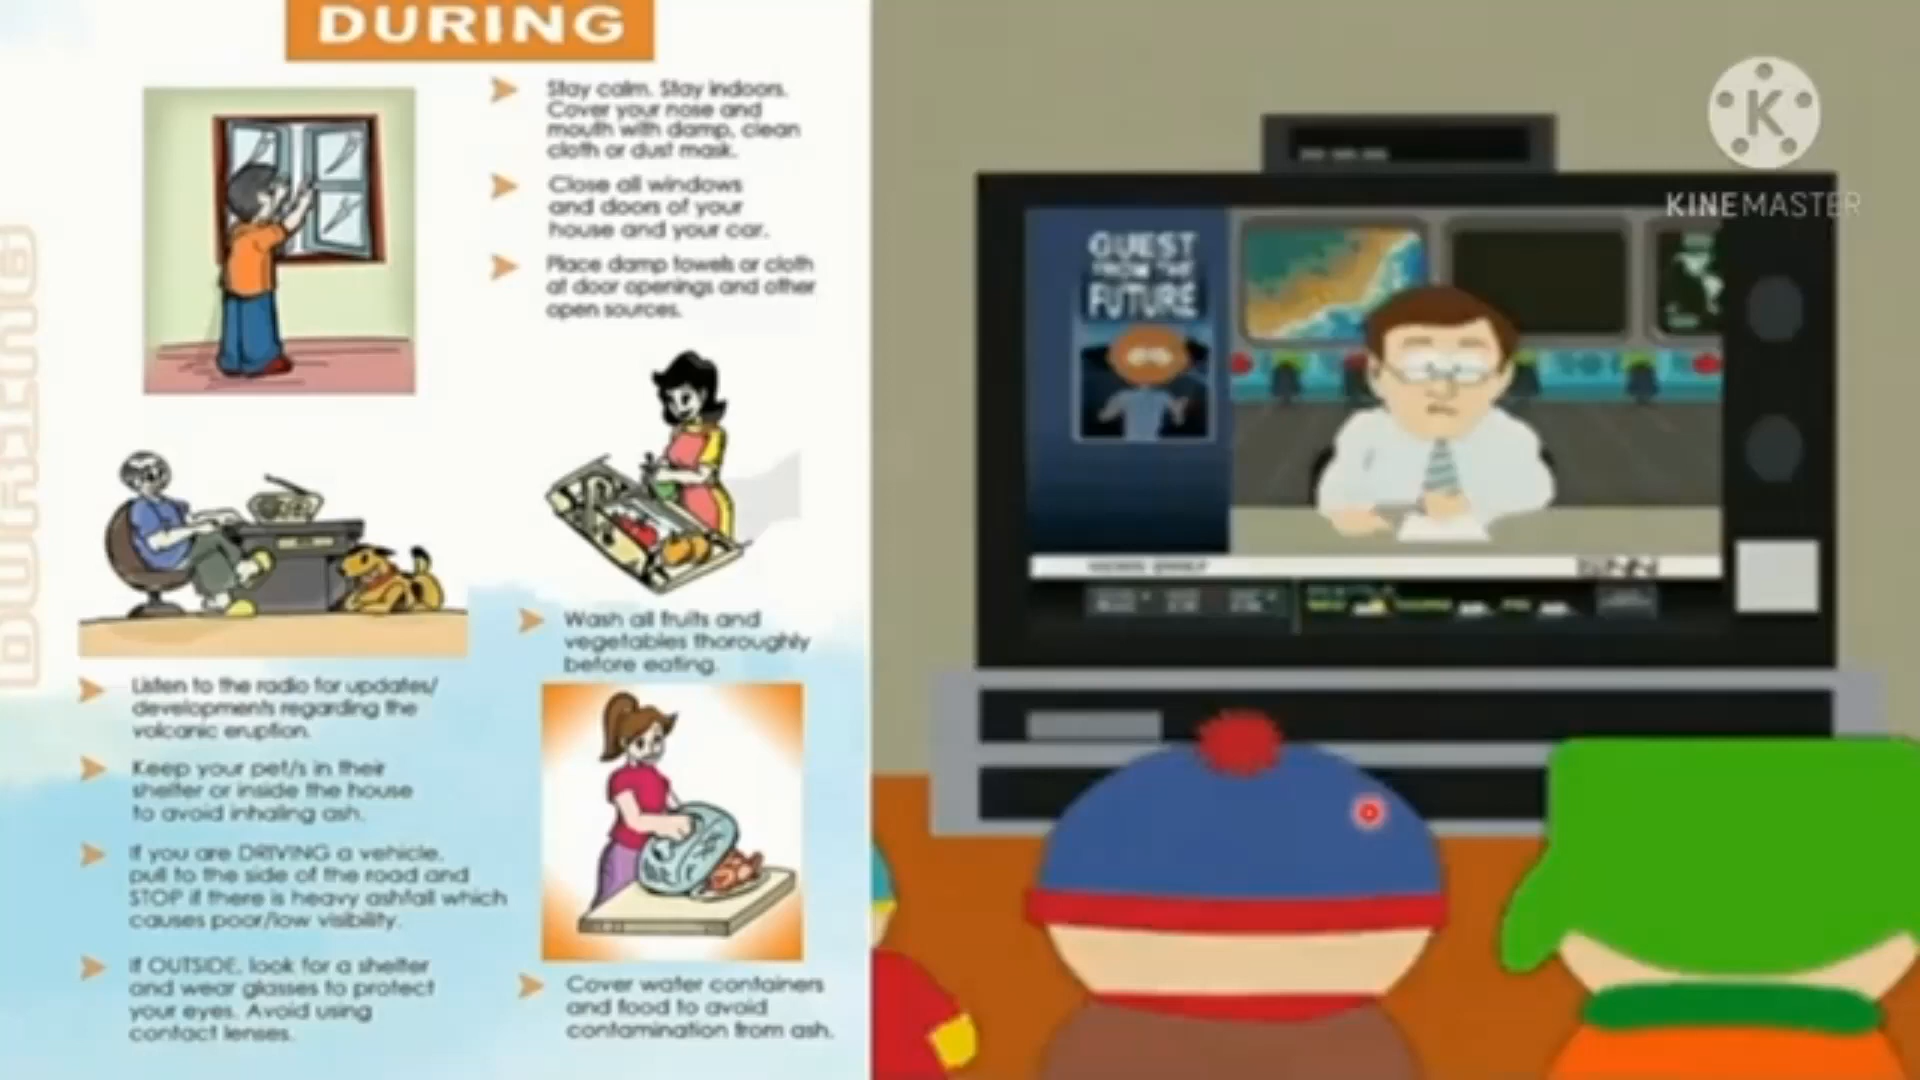 DURING
DURING
Stay calm. Stay indoors.
Cover your nose and
mouth with damp, clean
cloth or dust mask.
Close all windows
and doors of your
house and your car.
Place damp towels or cloth
at door openings and other
open sources.
Wash all fruits and
vegetables thoroughly
before eating.
Listen to the radio for updates/
developments regarding the
volcanic eruption.
Keep your pet/s in their
shelter or inside the house
to avoid inhaling ash.
If you are DRIVING a vehicle,
pull to the side of the road and
STOP if there is heavy ashfall which
causes poor/low visibility.
If OUTSIDE, look for a shelter
and wear glasses to protect
your eyes. Avoid using
contact lenses.
Cover water containers
and food to avoid
contamination from ash.
GUEST
FROM THE
FUTURE
K
KINEMASTER